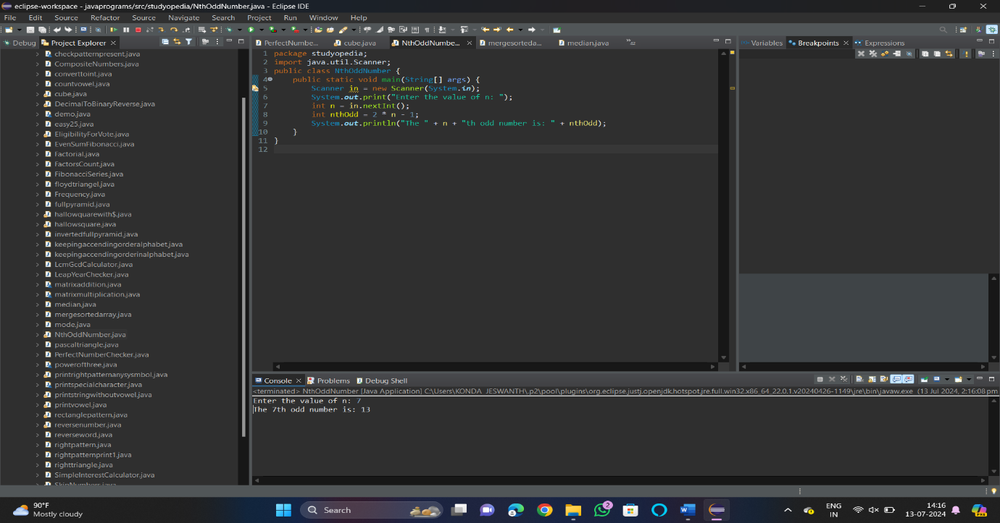 eclipse-workspace - javaprograms/src/studyopedia/NthOddNumber.java - Eclipse IDE
File Edit Source Refactor Source Navigate Search Project Run Window Help
Debug Project Explorer
checkpatternpresent.java
CompositeNumbers.java
converttoint.java
countvowel.java
cube.java
DecimalToBinaryReverse.java
demo.java
easy25.java
EligibilityForVote.java
EvenSumFibonacci.java
Factorial.java
FactorsCount.java
FibonacciSeries.java
floydtriangel.java
Frequency.java
fullpyramid.java
hallowquarewith$.java
hallowsquare.java
invertedfullpyramid.java
keepingaccendingorderalphabet.java
keepingaccendingorderinalphabet.java
LcmGcdCalculator.java
LeapYearChecker.java
matrixaddition.java
matrixmultiplication.java
median.java
mergesortedarray.java
mode.java
NthOddNumber.java
pascaltriangle.java
PerfectNumberChecker.java
powerofthree.java
printrightpatternanysysmbol.java
printspecialcharacter.java
printstringwithoutvowel.java
printvowel.java
rectanglepattern.java
reversenumber.java
reverseword.java
rightpattern.java
rightpatternprint1.java
righttriangle.java
SimpleInterestCalculator.java
SkipNumbers.java
PerfectNumbe... cube.java NthOddNumbe... mergesorteda... median.java 42
1 package studyopedia;
2 import java.util.Scanner;
3 public class NthOddNumber {
4 public static void main(String[] args) {
5 Scanner in = new Scanner(System.in);
6 System.out.print("Enter the value of n: ");
7 int n = in.nextInt();
8 int nthOdd = 2 * n - 1;
9 System.out.println("The " + n + "th odd number is: " + nthOdd);
10 }
11 }
12
Variables Breakpoints Expressions
Console Problems Debug Shell
<terminated> NthOddNumber [Java Application] C:\Users\KONDA JESWANTH\.p2\pool\plugins\org.eclipse.justj.openjdk.hotspot.jre.full.win32.x86_64_22.0.1.v20240426-1149\jre\bin\javaw.exe (13 Jul 2024, 2:16:08 pm
Enter the value of n: 7
The 7th odd number is: 13
90°F
Mostly cloudy
Search
2
ENG
IN
14:16
13-07-2024